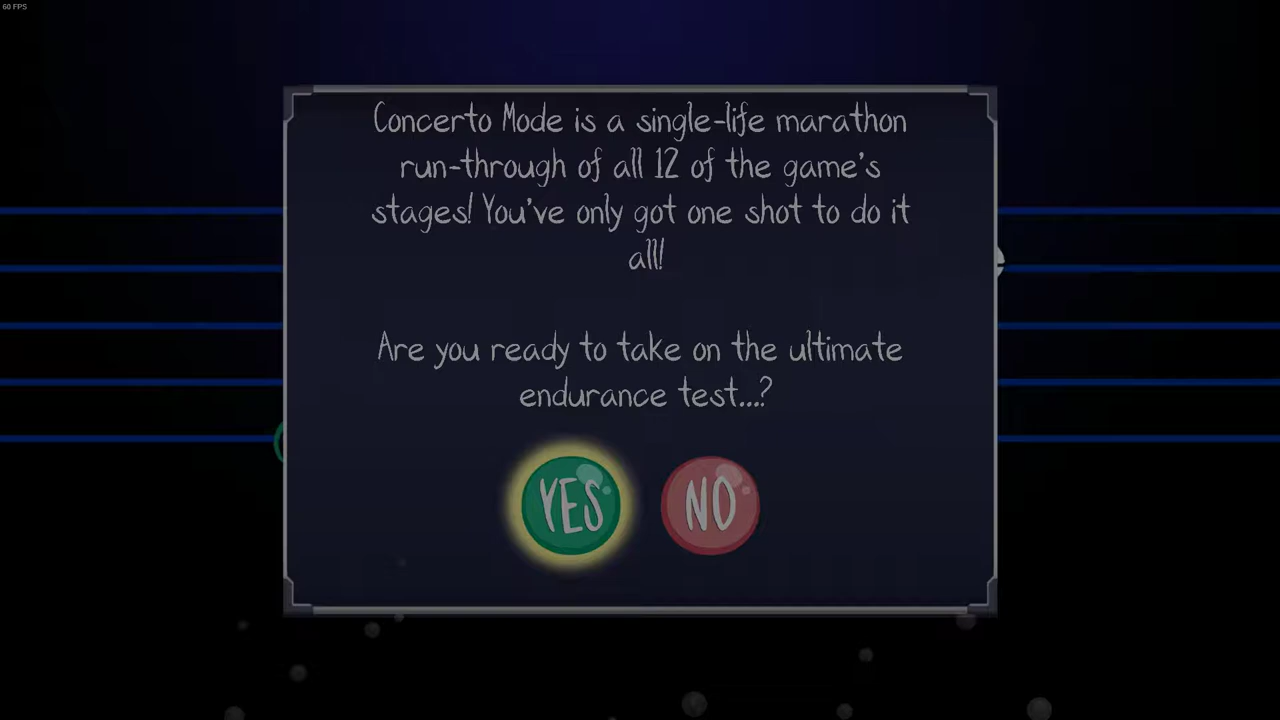 60 FPS
Concerto Mode is a single-life marathon
run-through of all 12 of the game's
stages! You've only got one shot to do it
all!
Are you ready to take on the ultimate
endurance test...?
YES NO